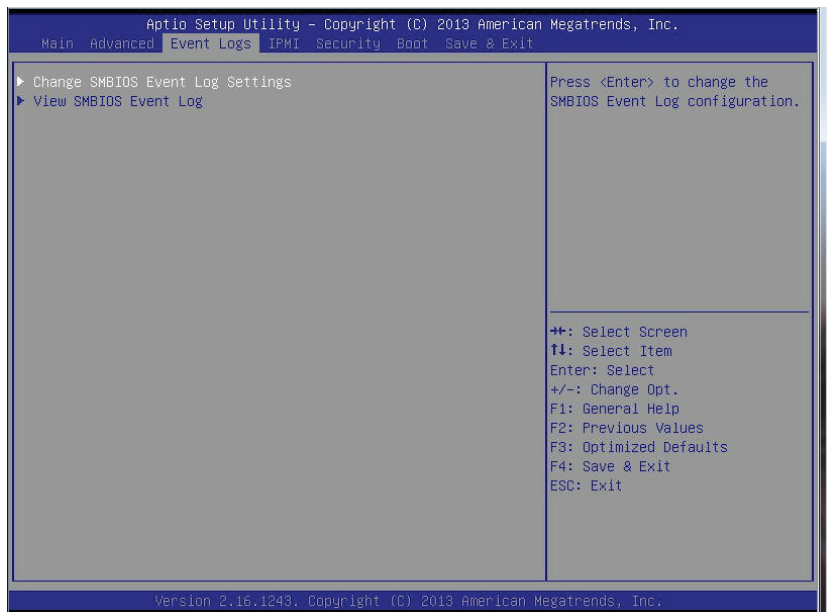 Aptio Setup Utility – Copyright (C) 2013 American Megatrends, Inc.
Main Advanced Event Logs IPMI Security Boot Save & Exit
Change SMBIOS Event Log Settings
View SMBIOS Event Log
Press <Enter> to change the
SMBIOS Event Log configuration.
→←: Select Screen
↑↓: Select Item
Enter: Select
+/-: Change Opt.
F1: General Help
F2: Previous Values
F3: Optimized Defaults
F4: Save & Exit
ESC: Exit
Version 2.16.1243. Copyright (C) 2013 American Megatrends, Inc.